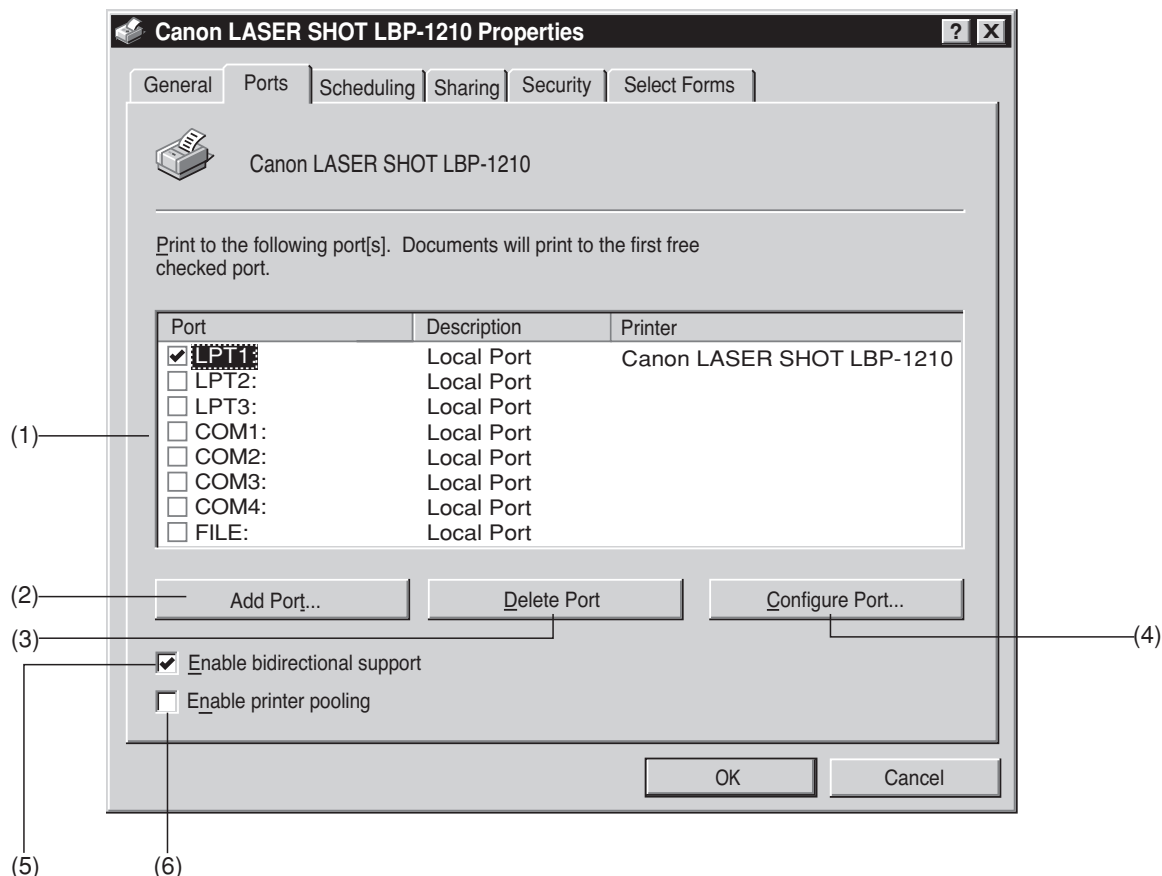 Canon LASER SHOT LBP-1210 Properties ? X
General Ports Scheduling Sharing Security Select Forms
Canon LASER SHOT LBP-1210
Print to the following port[s]. Documents will print to the first free
checked port.
Port Description Printer
LPT1: Local Port Canon LASER SHOT LBP-1210
LPT2: Local Port
LPT3: Local Port
(1) COM1: Local Port
COM2: Local Port
COM3: Local Port
COM4: Local Port
FILE: Local Port
(2) Add Port... Delete Port Configure Port...
(3) (4)
Enable bidirectional support
Enable printer pooling
OK Cancel
(5) (6)